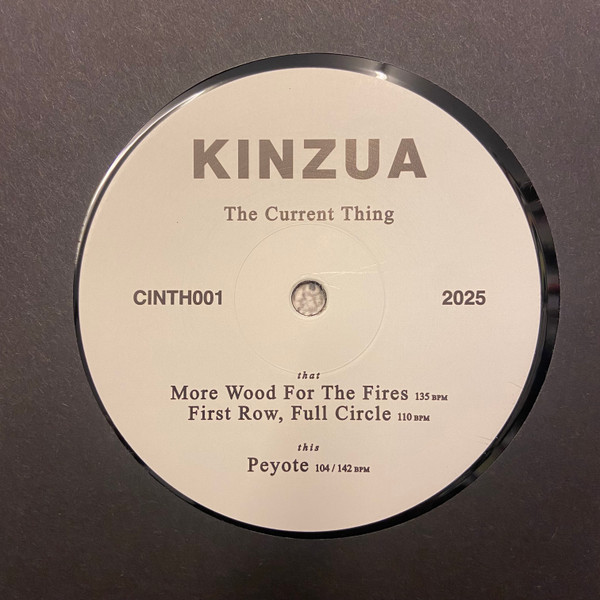 KINZUA
The Current Thing
CINTH001 2025
that
More Wood For The Fires 135 BPM
First Row, Full Circle 110 BPM
this
Peyote 104 / 142 BPM